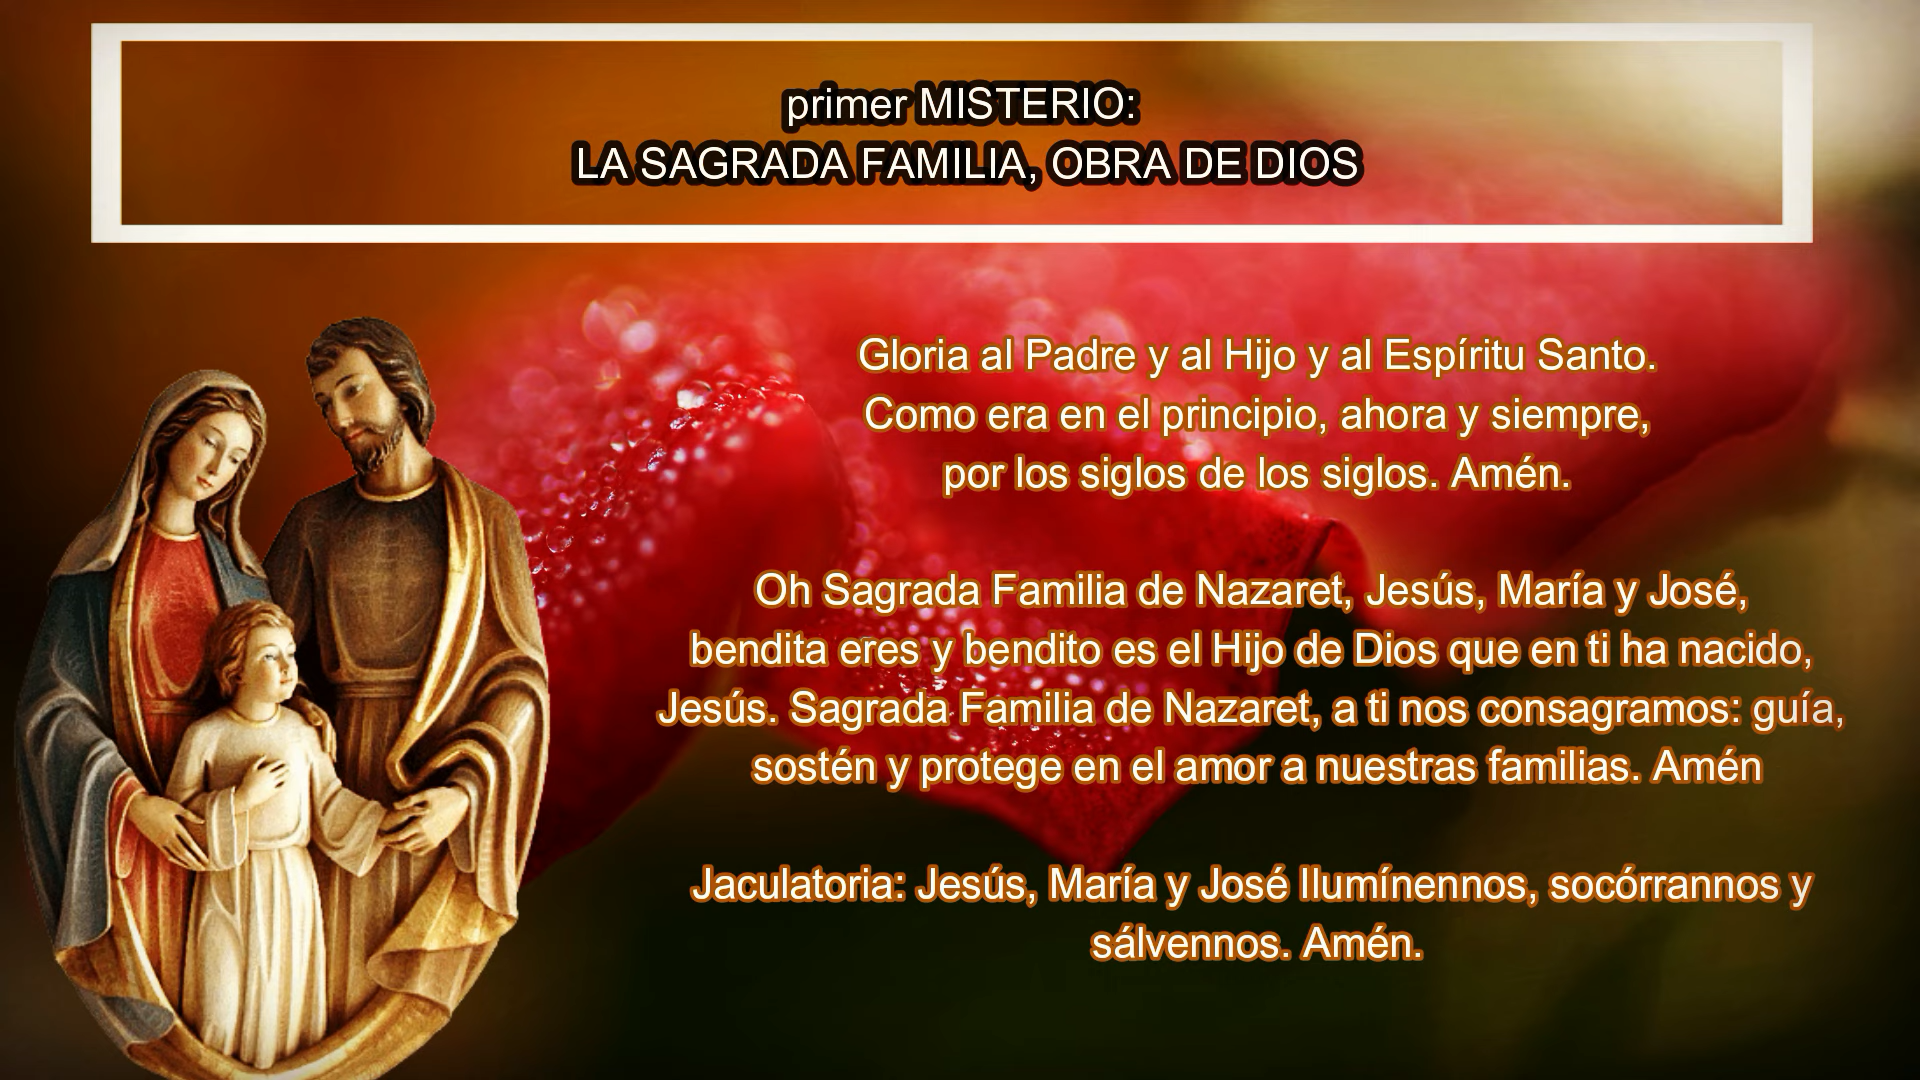 primer MISTERIO:
LA SAGRADA FAMILIA, OBRA DE DIOS
Gloria al Padre y al Hijo y al Espíritu Santo.
Como era en el principio, ahora y siempre,
por los siglos de los siglos. Amén.
Oh Sagrada Familia de Nazaret, Jesús, María y José,
bendita eres y bendito es el Hijo de Dios que en ti ha nacido,
Jesús. Sagrada Familia de Nazaret, a ti nos consagramos: guía,
sostén y protege en el amor a nuestras familias. Amén
Jaculatoria: Jesús, María y José Ilumínennos, socórrannos y
sálvennos. Amén.